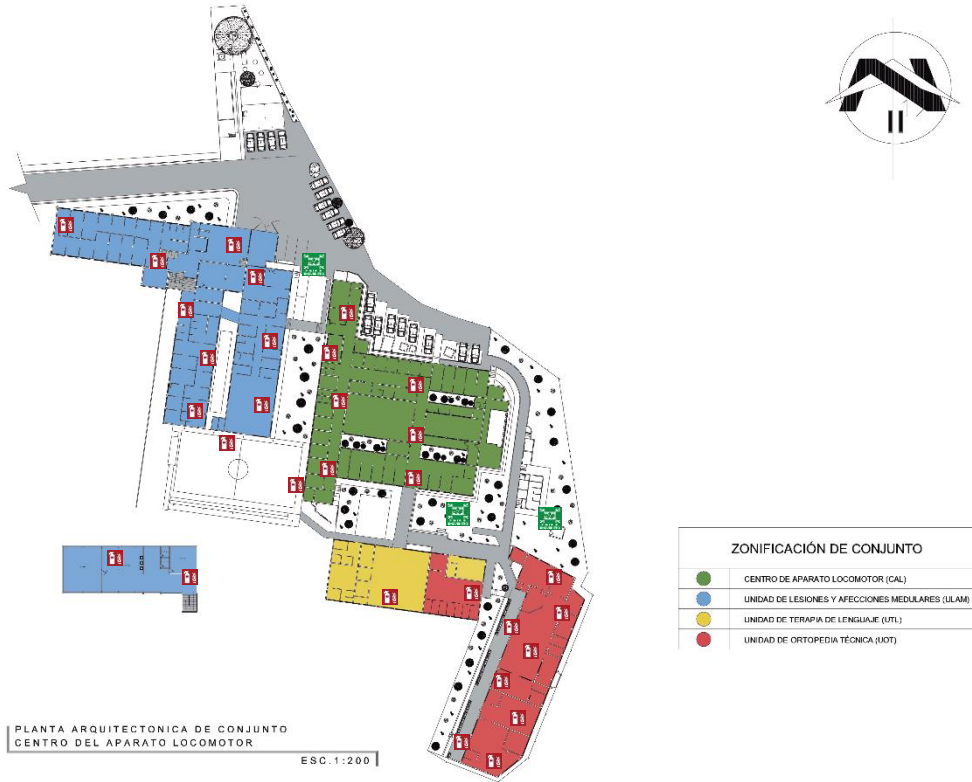 ZONIFICACIÓN DE CONJUNTO
CENTRO DE APARATO LOCOMOTOR (CAL)
UNIDAD DE LESIONES Y AFECCIONES MEDULARES (ULAM)
UNIDAD DE TERAPIA DE LENGUAJE (UTL)
UNIDAD DE ORTOPEDIA TÉCNICA (UOT)
PLANTA ARQUITECTONICA DE CONJUNTO
CENTRO DEL APARATO LOCOMOTOR
ESC.1:200